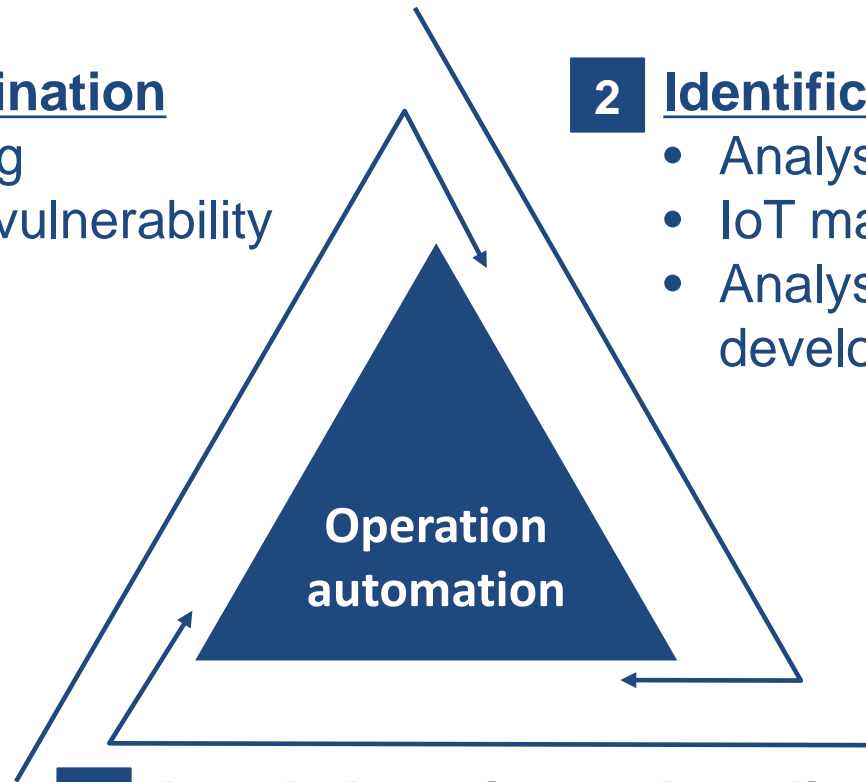 ination
g
vulnerability
2 Identific
• Analys
• IoT ma
• Analys
develo
Operation
automation